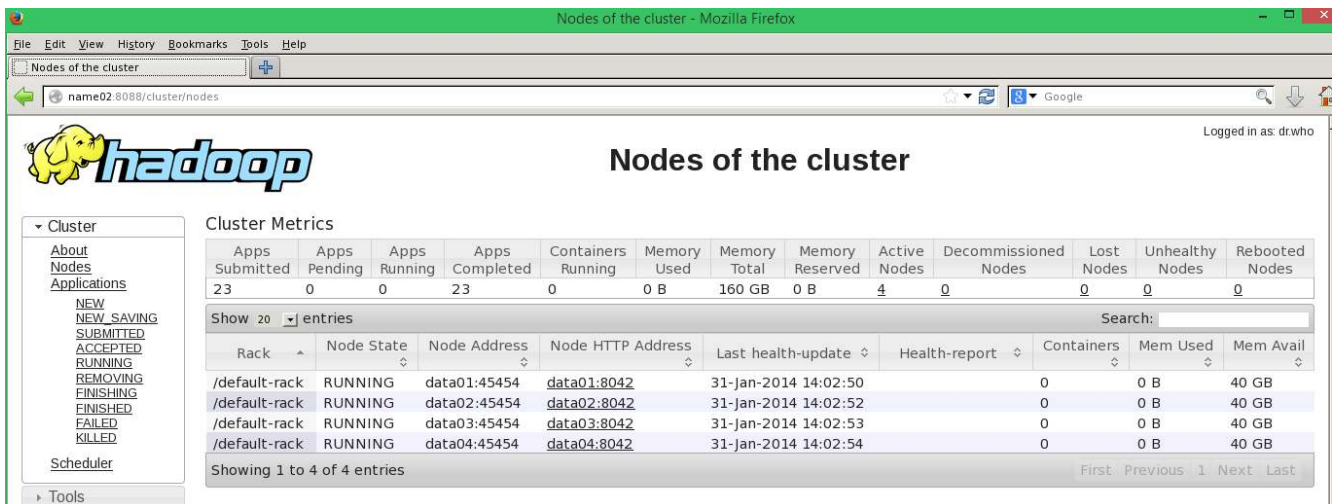 Nodes of the cluster - Mozilla Firefox
File Edit View History Bookmarks Tools Help
Nodes of the cluster
name02:8088/cluster/nodes
Google
Logged in as: dr.who
hadoop
Nodes of the cluster
Cluster
About
Nodes
Applications
NEW
NEW_SAVING
SUBMITTED
ACCEPTED
RUNNING
REMOVING
FINISHING
FINISHED
FAILED
KILLED
Scheduler
Tools
Cluster Metrics
Apps Submitted Apps Pending Apps Running Apps Completed Containers Running Memory Used Memory Total Memory Reserved Active Nodes Decommissioned Nodes Lost Nodes Unhealthy Nodes Rebooted Nodes
23 0 0 23 0 0 B 160 GB 0 B 4 0 0 0 0
Show 20 entries Search:
Rack Node State Node Address Node HTTP Address Last health-update Health-report Containers Mem Used Mem Avail
/default-rack RUNNING data01:45454 data01:8042 31-Jan-2014 14:02:50 0 0 B 40 GB
/default-rack RUNNING data02:45454 data02:8042 31-Jan-2014 14:02:52 0 0 B 40 GB
/default-rack RUNNING data03:45454 data03:8042 31-Jan-2014 14:02:53 0 0 B 40 GB
/default-rack RUNNING data04:45454 data04:8042 31-Jan-2014 14:02:54 0 0 B 40 GB
Showing 1 to 4 of 4 entries First Previous 1 Next Last